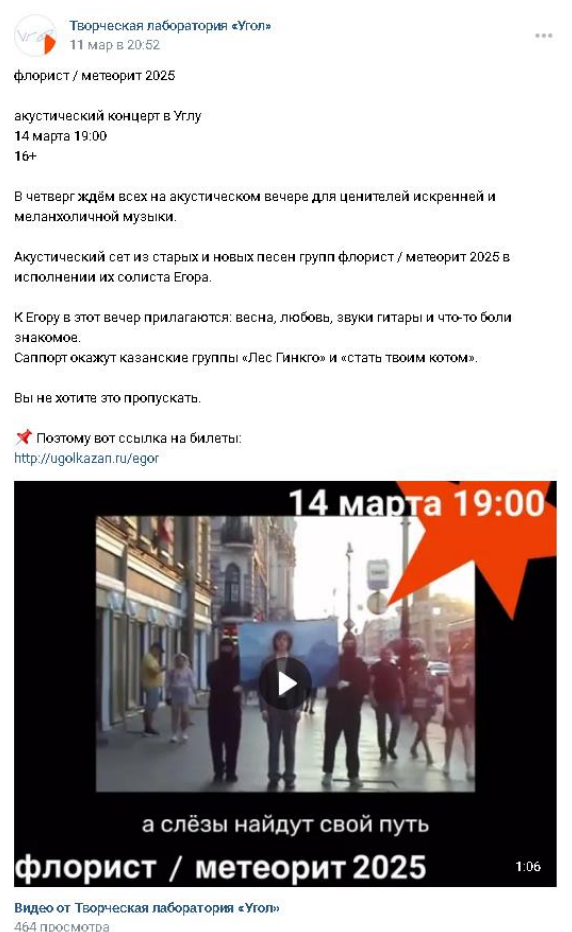 Творческая лаборатория «Угол»
11 мар в 20:52
флорист / метеорит 2025
акустический концерт в Углу
14 марта 19:00
16+
В четверг ждём всех на акустическом вечере для ценителей искренней и
меланхоличной музыки.
Акустический сет из старых и новых песен групп флорист / метеорит 2025 в
исполнении их солиста Егора.
К Егору в этот вечер прилагаются: весна, любовь, звуки гитары и что-то боли
знакомое.
Саппорт окажут казанские группы «Лес Гинкго» и «стать твоим котом».
Вы не хотите это пропускать.
📌 Поэтому вот ссылка на билеты:
http://ugolkazan.ru/egor
14 марта 19:00
а слёзы найдут свой путь
флорист / метеорит 2025
1:06
Видео от Творческая лаборатория «Угол»
464 просмотра